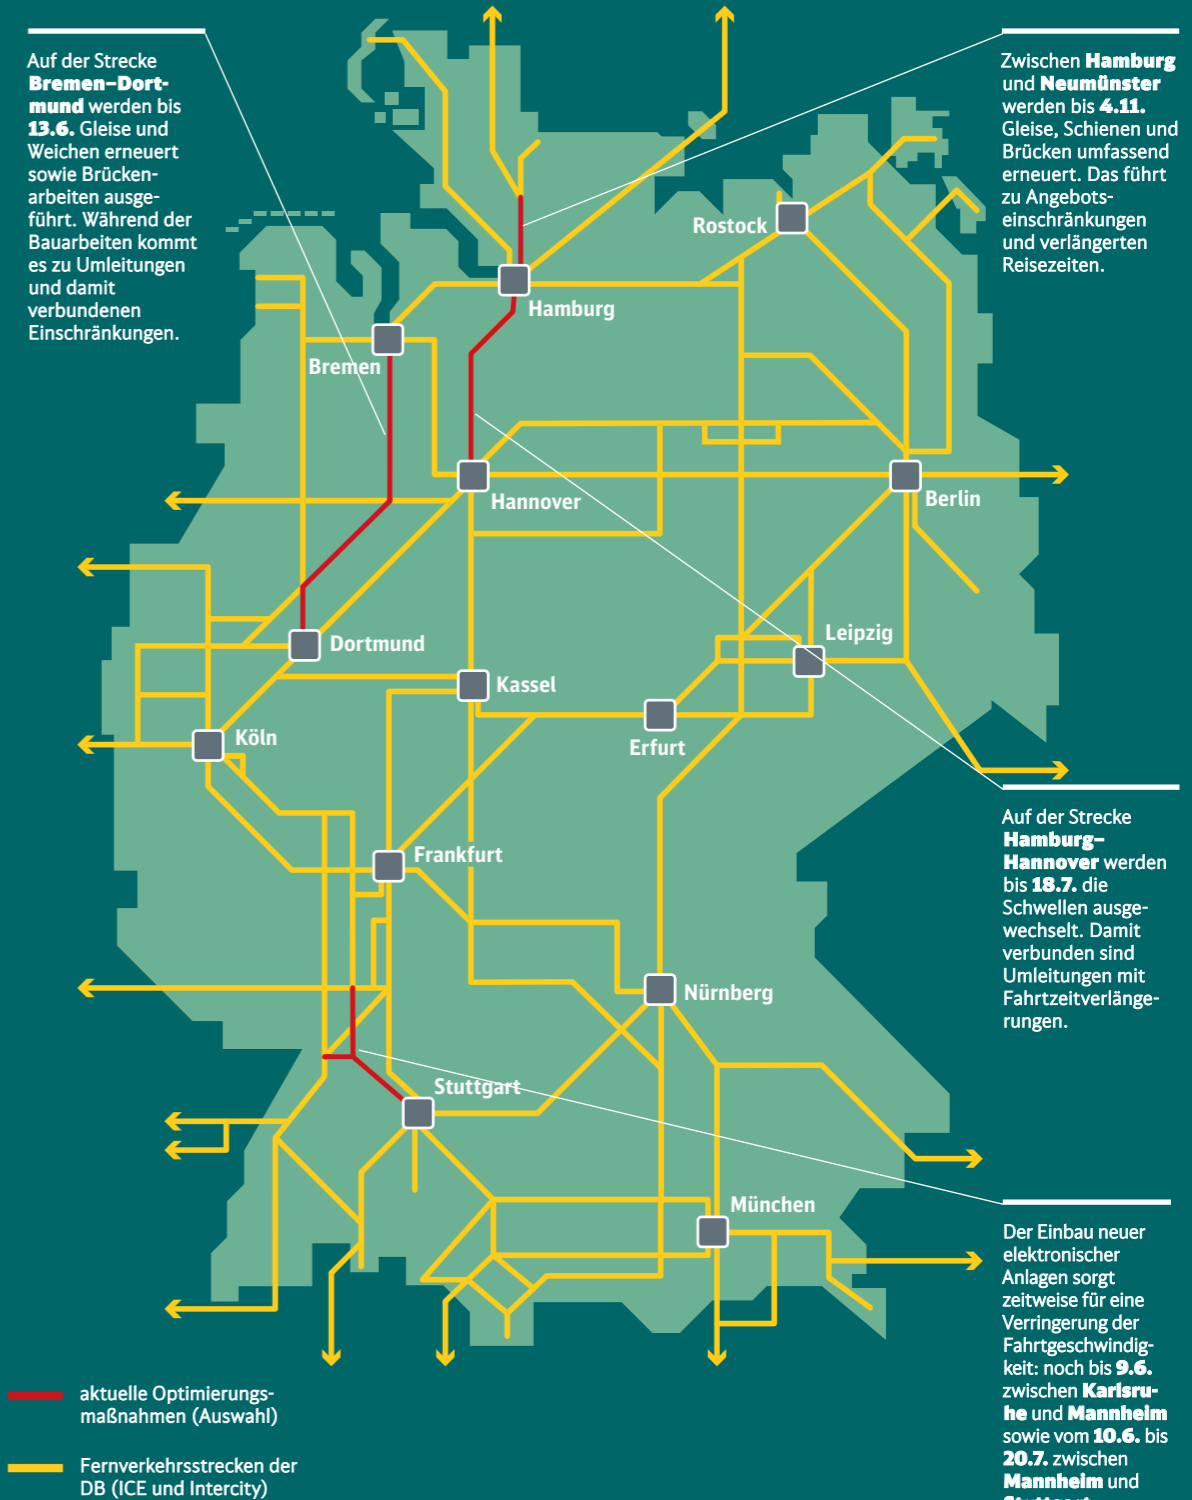 Auf der Strecke
Bremen–Dort-
mund werden bis
13.6. Gleise und
Weichen erneuert
sowie Brücken-
arbeiten ausge-
führt. Während der
Bauarbeiten kommt
es zu Umleitungen
und damit
verbundenen
Einschränkungen.
Zwischen Hamburg
und Neumünster
werden bis 4.11.
Gleise, Schienen und
Brücken umfassend
erneuert. Das führt
zu Angebots-
einschränkungen
und verlängerten
Reisezeiten.
Rostock
Hamburg
Bremen
Hannover
Berlin
Dortmund
Leipzig
Kassel
Köln
Erfurt
Frankfurt
Nürnberg
Stuttgart
München
Auf der Strecke
Hamburg–
Hannover werden
bis 18.7. die
Schwellen ausge-
wechselt. Damit
verbunden sind
Umleitungen mit
Fahrtzeitverlänge-
rungen.
Der Einbau neuer
elektronischer
Anlagen sorgt
zeitweise für eine
Verringerung der
Fahrtgeschwindig-
keit: noch bis 9.6.
zwischen Karlsru-
he und Mannheim
sowie vom 10.6. bis
20.7. zwischen
Mannheim und
aktuelle Optimierungs-
maßnahmen (Auswahl)
Fernverkehrsstrecken der
DB (ICE und Intercity)